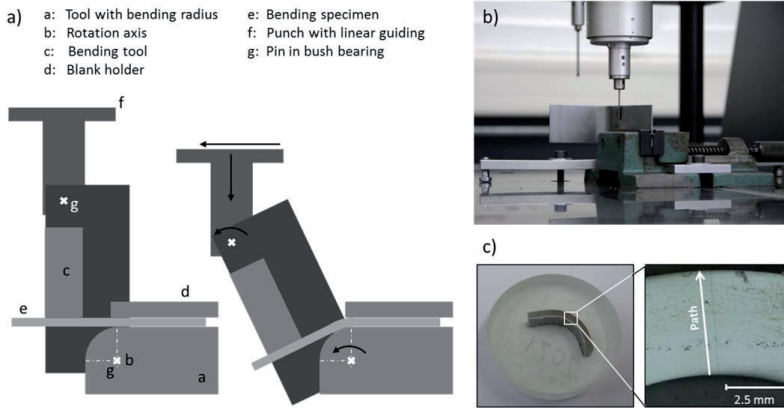 a)
a: Tool with bending radius
b: Rotation axis
c: Bending tool
d: Blank holder
e: Bending specimen
f: Punch with linear guiding
g: Pin in bush bearing
f
g
c
d
e
b
g
a
b)
c)
Path
2.5 mm